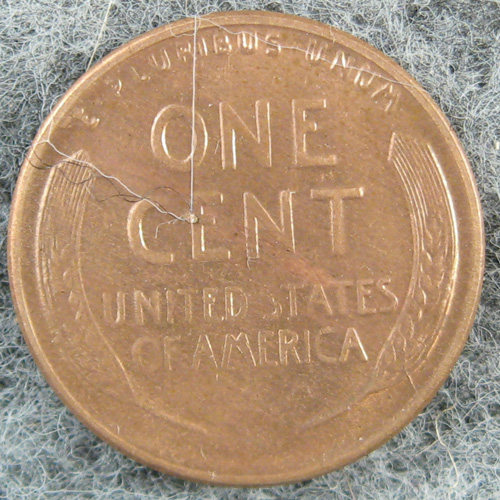 E PLURIBUS UNUM
ONE
CENT
UNITED STATES
OF AMERICA